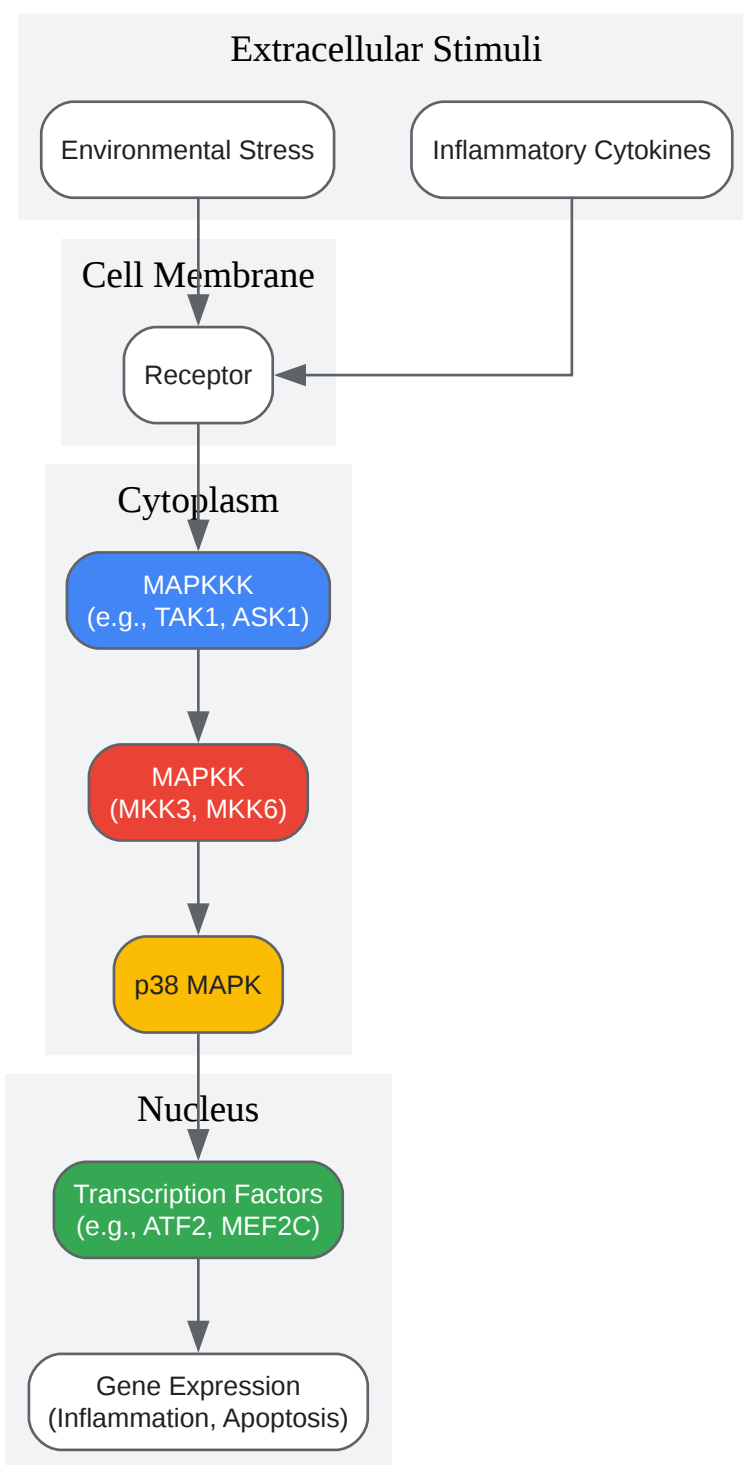 Extracellular Stimuli
Environmental Stress
Inflammatory Cytokines
Cell Membrane
Receptor
Cytoplasm
MAPKKK
(e.g., TAK1, ASK1)
MAPKK
(MKK3, MKK6)
p38 MAPK
Nucleus
Transcription Factors
(e.g., ATF2, MEF2C)
Gene Expression
(Inflammation, Apoptosis)